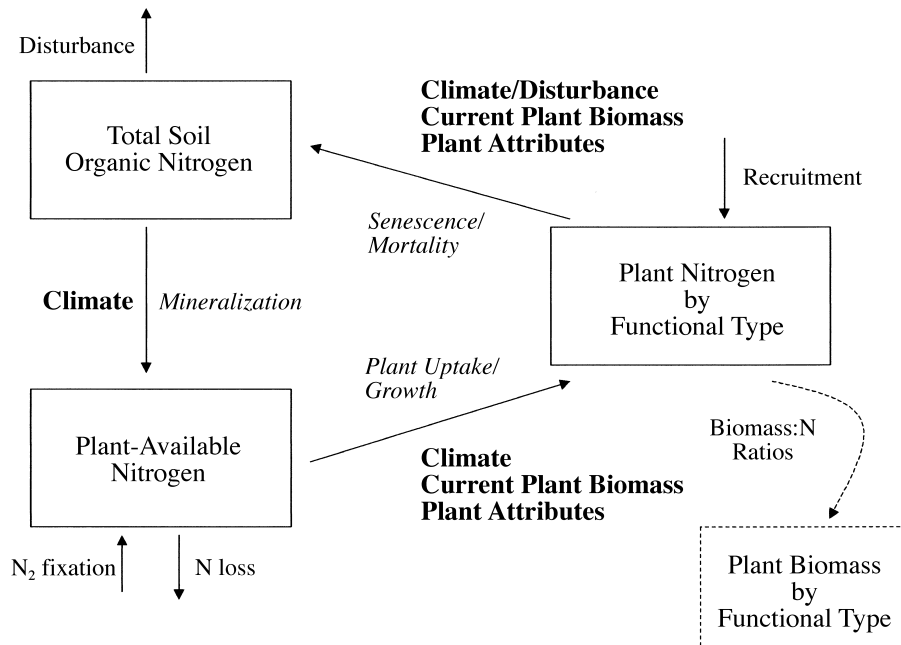 Disturbance
Total Soil
Organic Nitrogen
Climate/Disturbance
Current Plant Biomass
Plant Attributes
Recruitment
Senescence/
Mortality
Plant Nitrogen
by
Functional Type
Climate
Mineralization
Plant Uptake/
Growth
Plant-Available
Nitrogen
Biomass:N
Ratios
Climate
Current Plant Biomass
Plant Attributes
N₂ fixation
N loss
Plant Biomass
by
Functional Type